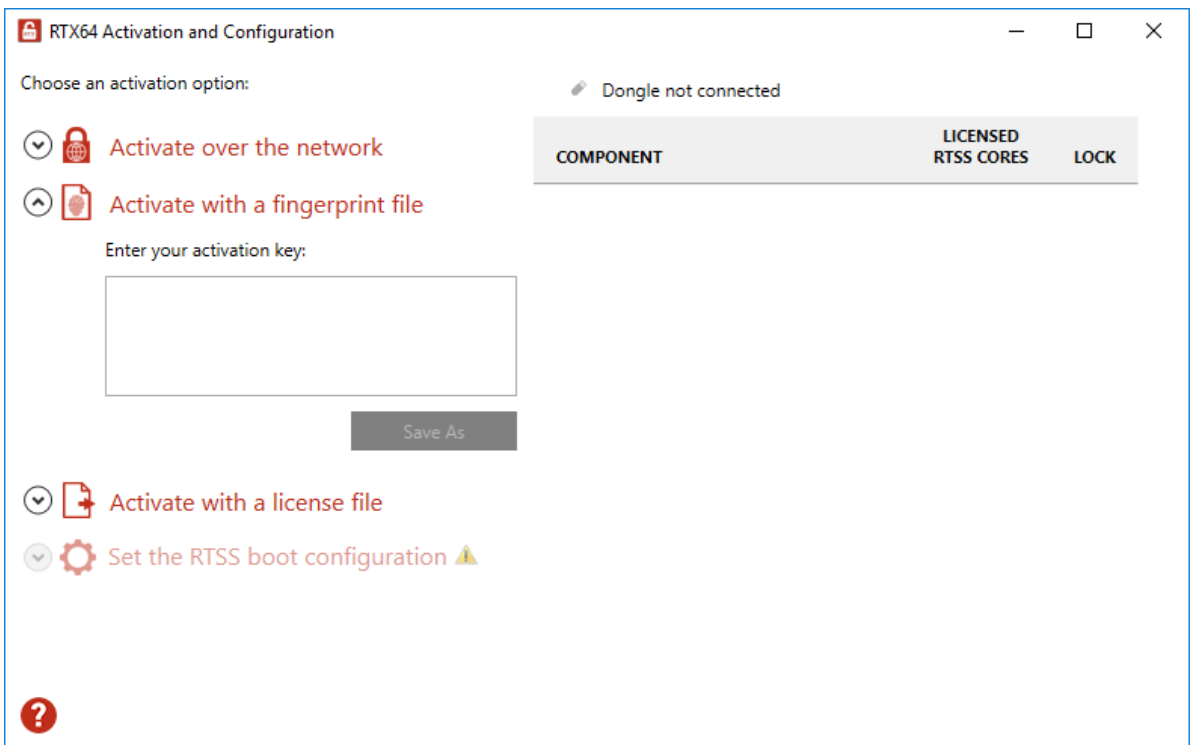 RTX64 Activation and Configuration
Choose an activation option:
Activate over the network
Activate with a fingerprint file
Enter your activation key:
Save As
Activate with a license file
Set the RTSS boot configuration
Dongle not connected
COMPONENT
LICENSED
RTSS CORES
LOCK